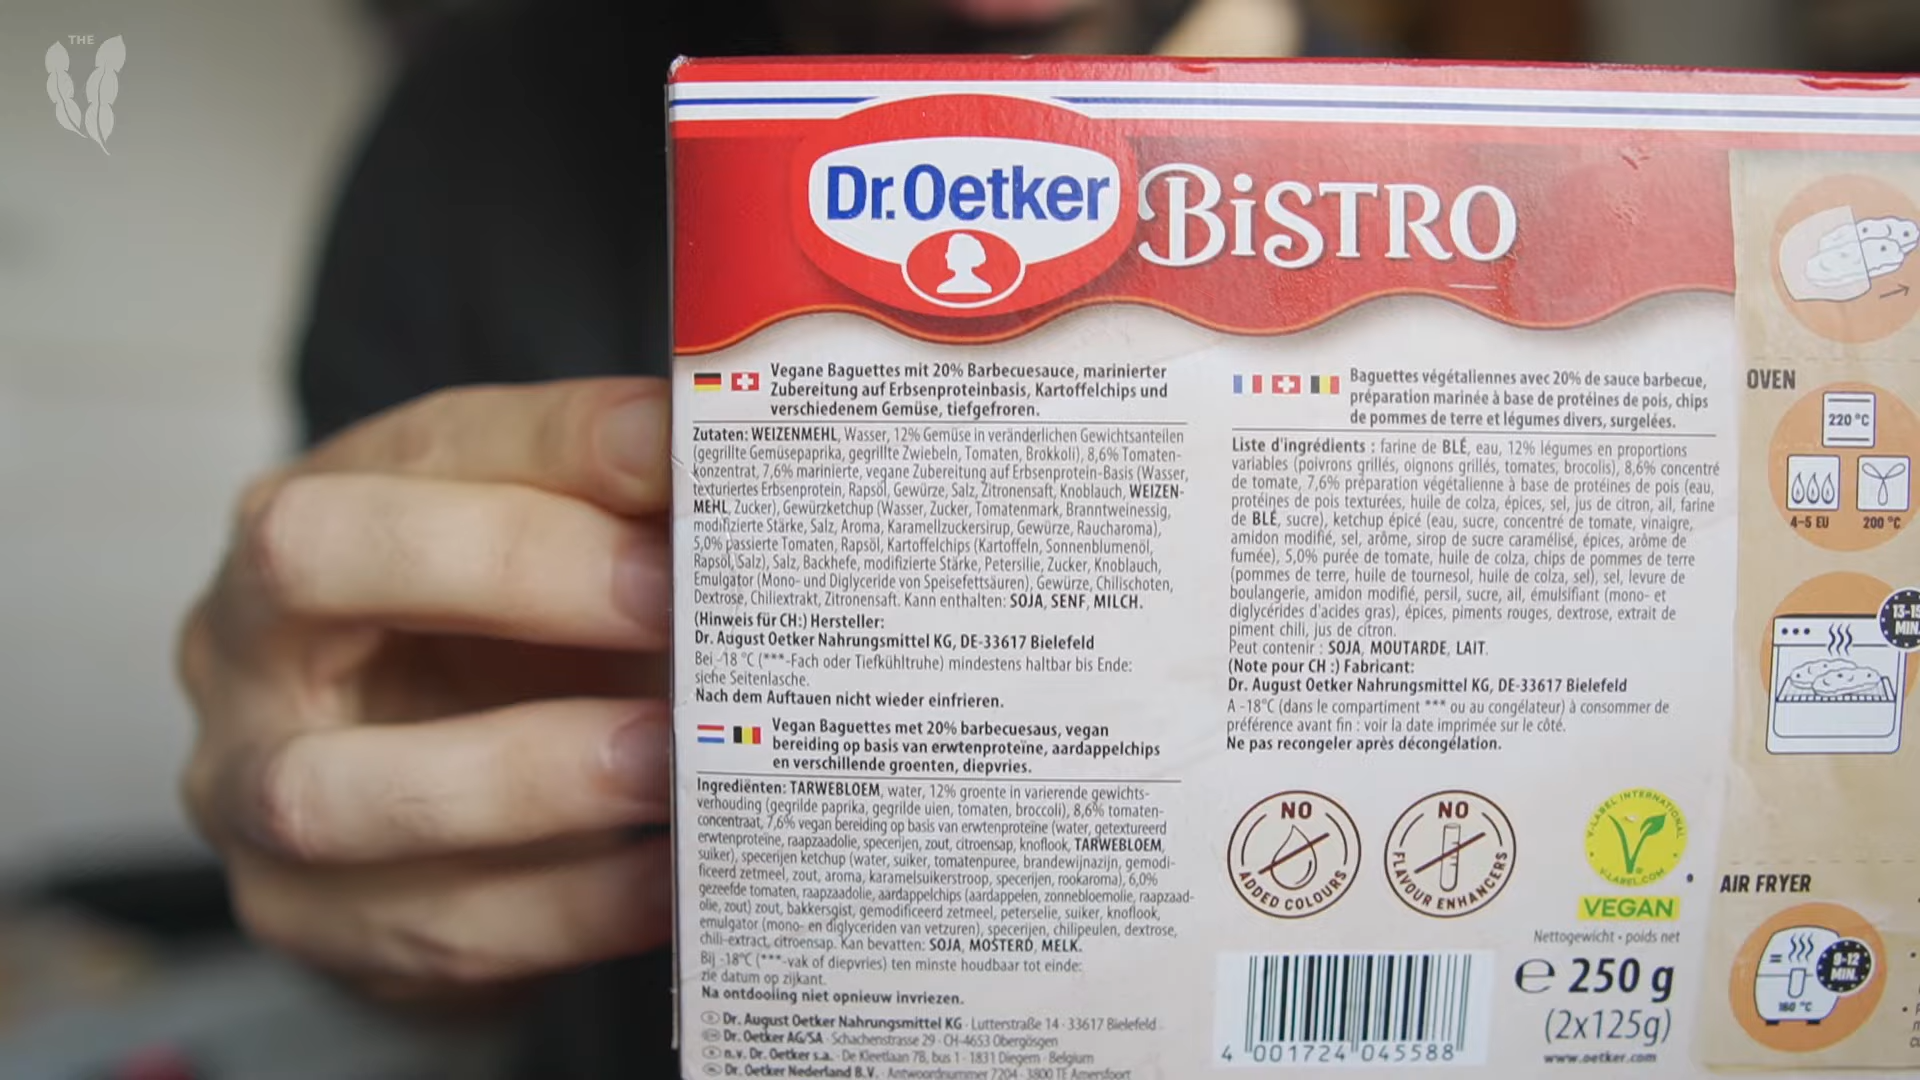 THE
Dr.Oetker BiSTRO
Vegane Baguettes mit 20% Barbecuesauce, marinierter
Zubereitung auf Erbsenproteinbasis, Kartoffelchips und
verschiedenem Gemüse, tiefgefroren.
Zutaten: WEIZENMEHL, Wasser, 12% Gemüse in veränderlichen Gewichtsanteilen
(gegrillte Gemüsepaprika, gegrillte Zwiebeln, Tomaten, Brokkoli), 8,6% Tomaten-
konzentrat, 7,6% marinierte, vegane Zubereitung auf Erbsenprotein-Basis (Wasser,
texturiertes Erbsenprotein, Rapsöl, Gewürze, Salz, Zitronensaft, Knoblauch, WEIZEN-
MEHL, Zucker), Gewürzketchup (Wasser, Zucker, Tomatenmark, Branntweinessig,
modifizierte Stärke, Salz, Aroma, Karamellzuckersirup, Gewürze, Raucharoma),
5,0% passierte Tomaten, Rapsöl, Kartoffelchips (Kartoffeln, Sonnenblumenöl,
Rapsöl, Salz), Salz, Backhefe, modifizierte Stärke, Petersilie, Zucker, Knoblauch,
Emulgator (Mono- und Diglyceride von Speisefettsäuren), Gewürze, Chilischoten,
Dextrose, Chiliextrakt, Zitronensaft. Kann enthalten: SOJA, SENF, MILCH.
(Hinweis für CH:) Hersteller:
Dr. August Oetker Nahrungsmittel KG, DE-33617 Bielefeld
Bei -18 °C (***-Fach oder Tiefkühltruhe) mindestens haltbar bis Ende:
siehe Seitenlasche.
Nach dem Auftauen nicht wieder einfrieren.
Vegan Baguettes met 20% barbecuesaus, vegan
bereiding op basis van erwtenproteïne, aardappelchips
en verschillende groenten, diepvries.
Ingrediënten: TARWEBLOEM, water, 12% groente in varierende gewichts-
verhouding (gegrilde paprika, gegrilde uien, tomaten, broccoli), 8,6% tomaten-
concentraat, 7,6% vegan bereiding op basis van erwtenproteïne (water, getextureerd
erwtenproteïne, raapzaadolie, specerijen, zout, citroensap, knoflook, TARWEBLOEM,
suiker), specerijen ketchup (water, suiker, tomatenpuree, brandewijnazijn, gemodi-
ficeerd zetmeel, zout, aroma, karamelsuikerstroop, specerijen, rookaroma), 6,0%
gezeefde tomaten, raapzaadolie, aardappelchips (aardappelen, zonnebloemolie, raapzaad-
olie, zout) zout, bakkersgist, gemodificeerd zetmeel, peterselie, suiker, knoflook,
emulgator (mono- en diglyceriden van vetzuren), specerijen, chilipeulen, dextrose,
chili-extract, citroensap. Kan bevatten: SOJA, MOSTERD, MELK.
Bij -18°C (***-vak of diepvries) ten minste houdbaar tot einde:
zie datum op zijkant.
Na ontdooiing niet opnieuw invriezen.
Dr. August Oetker Nahrungsmittel KG · Lutterstraße 14 · 33617 Bielefeld
Dr. Oetker AG/SA · Schachenstrasse 29 · CH-4653 Obergösgen
n.v. Dr. Oetker s.a. · De Kleetlaan 7B, bus 1 · 1831 Diegem · Belgium
Dr. Oetker Nederland B.V. · Antwoordnummer 7204 · 3800 TE Amersfoort
Baguettes végétaliennes avec 20% de sauce barbecue,
préparation marinée à base de protéines de pois, chips
de pommes de terre et légumes divers, surgelées.
Liste d'ingrédients : farine de BLÉ, eau, 12% légumes en proportions
variables (poivrons grillés, oignons grillés, tomates, brocolis), 8,6% concentré
de tomate, 7,6% préparation végétalienne à base de protéines de pois (eau,
protéines de pois texturées, huile de colza, épices, sel, jus de citron, ail, farine
de BLÉ, sucre), ketchup épicé (eau, sucre, concentré de tomate, vinaigre,
amidon modifié, sel, arôme, sirop de sucre caramélisé, épices, arôme de
fumée), 5,0% purée de tomate, huile de colza, chips de pommes de terre
(pommes de terre, huile de tournesol, huile de colza, sel), sel, levure de
boulangerie, amidon modifié, persil, sucre, ail, émulsifiant (mono- et
diglycérides d'acides gras), épices, piments rouges, dextrose, extrait de
piment chili, jus de citron.
Peut contenir : SOJA, MOUTARDE, LAIT.
(Note pour CH :) Fabricant:
Dr. August Oetker Nahrungsmittel KG, DE-33617 Bielefeld
A -18°C (dans le compartiment *** ou au congélateur) à consommer de
préférence avant fin : voir la date imprimée sur le côté.
Ne pas recongeler après décongélation.
NO
ADDED COLOURS
NO
FLAVOUR ENHANCERS
V-LABEL INTERNATIONAL
V-LABEL.COM
VEGAN
Nettogewicht • poids net
e 250 g
(2x125g)
www.oetker.com
4 001724 045588
OVEN
220 °C
4-5 EU
200 °C
13-15
MIN.
AIR FRYER
9-12
MIN.
160 °C